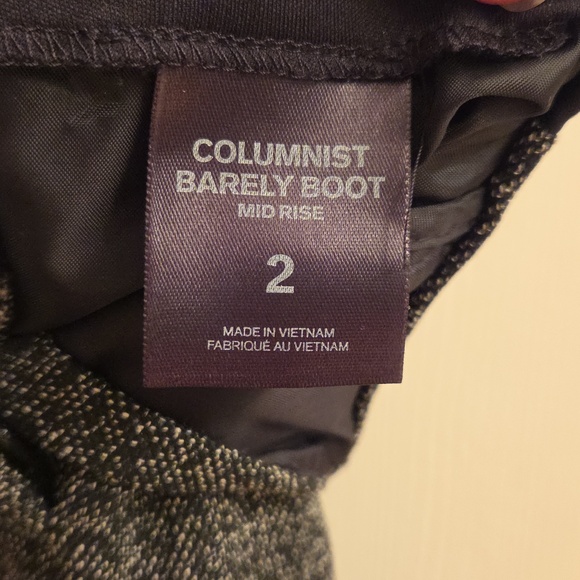 COLUMNIST
BARELY BOOT
MID RISE
2
MADE IN VIETNAM
FABRIQUÉ AU VIETNAM